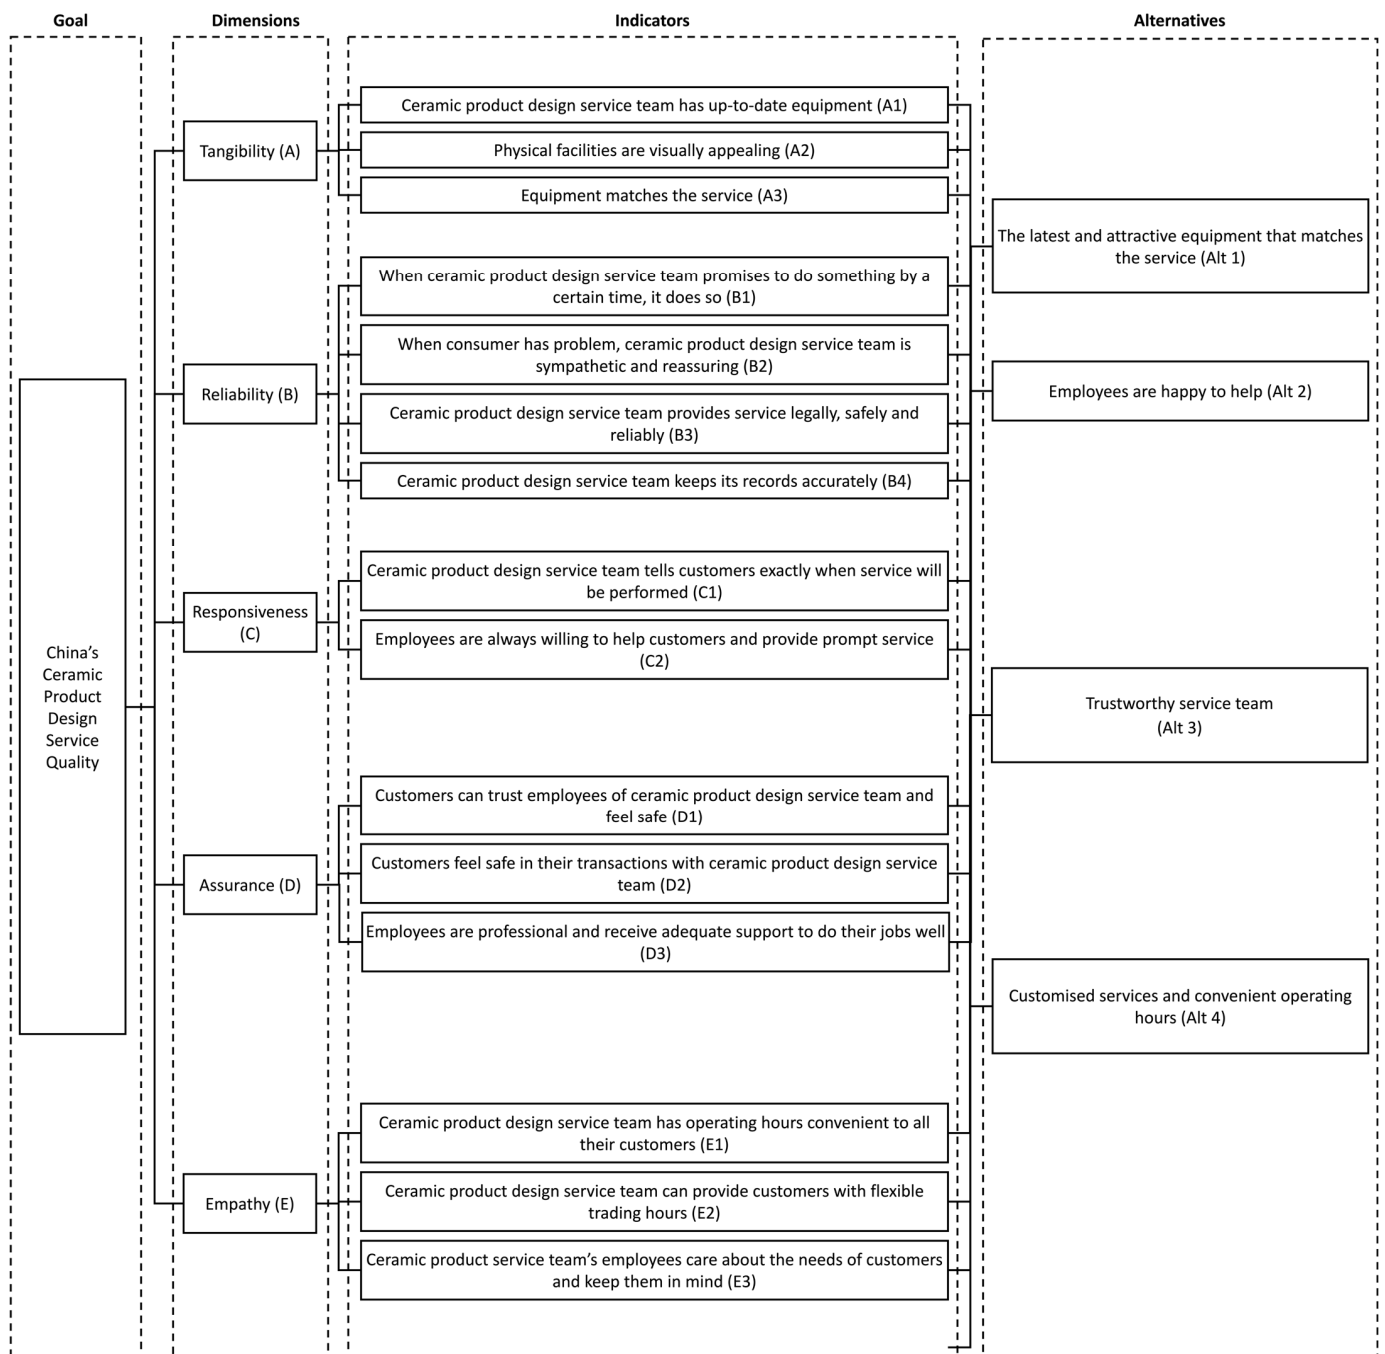 Goal
Dimensions
Indicators
Alternatives
China’s
Ceramic
Product
Design
Service
Quality
Tangibility (A)
Reliability (B)
Responsiveness
(C)
Assurance (D)
Empathy (E)
Ceramic product design service team has up-to-date equipment (A1)
Physical facilities are visually appealing (A2)
Equipment matches the service (A3)
When ceramic product design service team promises to do something by a
certain time, it does so (B1)
When consumer has problem, ceramic product design service team is
sympathetic and reassuring (B2)
Ceramic product design service team provides service legally, safely and
reliably (B3)
Ceramic product design service team keeps its records accurately (B4)
Ceramic product design service team tells customers exactly when service will
be performed (C1)
Employees are always willing to help customers and provide prompt service
(C2)
Customers can trust employees of ceramic product design service team and
feel safe (D1)
Customers feel safe in their transactions with ceramic product design service
team (D2)
Employees are professional and receive adequate support to do their jobs well
(D3)
Ceramic product design service team has operating hours convenient to all
their customers (E1)
Ceramic product design service team can provide customers with flexible
trading hours (E2)
Ceramic product service team’s employees care about the needs of customers
and keep them in mind (E3)
The latest and attractive equipment that matches
the service (Alt 1)
Employees are happy to help (Alt 2)
Trustworthy service team
(Alt 3)
Customised services and convenient operating
hours (Alt 4)